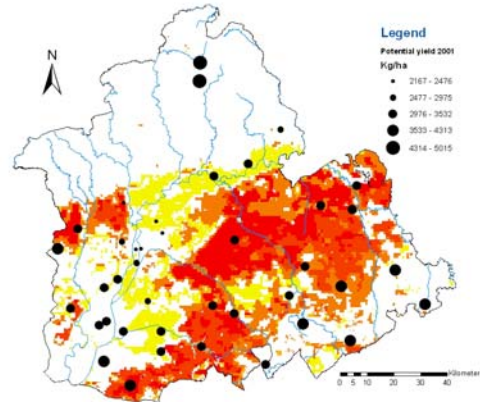 Legend
Potential yield 2001
Kg/ha
2167 - 2476
2477 - 2975
2976 - 3532
3533 - 4313
4314 - 5015
N
Kilometers
0 5 10 20 30 40